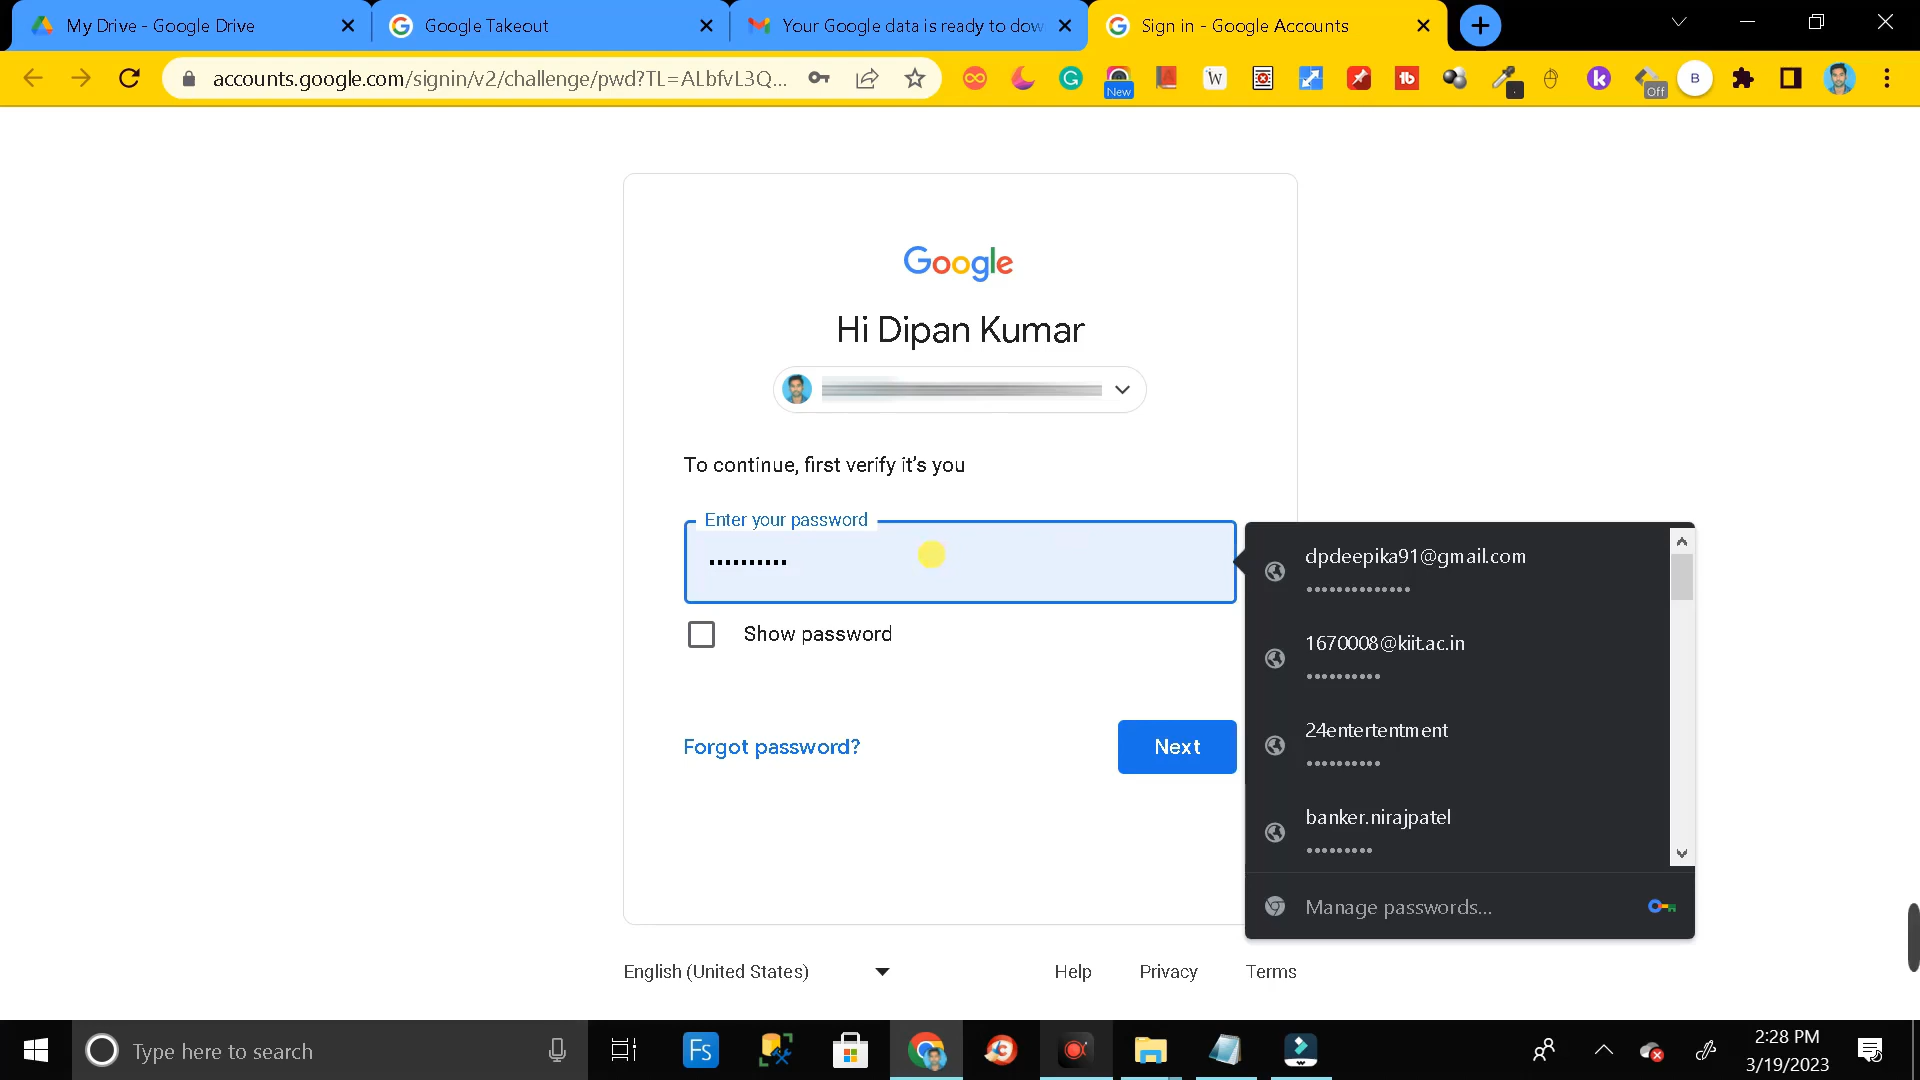 My Drive - Google Drive
Google Takeout
Your Google data is ready to dow
Sign in - Google Accounts
accounts.google.com/signin/v2/challenge/pwd?TL=ALbfvL3Q...
New
W
Off
B
Google
Hi Dipan Kumar
To continue, first verify it's you
Enter your password
Show password
Forgot password?
Next
dpdeepika91@gmail.com
1670008@kiit.ac.in
24entertentment
banker.nirajpatel
Manage passwords...
English (United States)
Help
Privacy
Terms
Type here to search
Fs
2:28 PM
3/19/2023